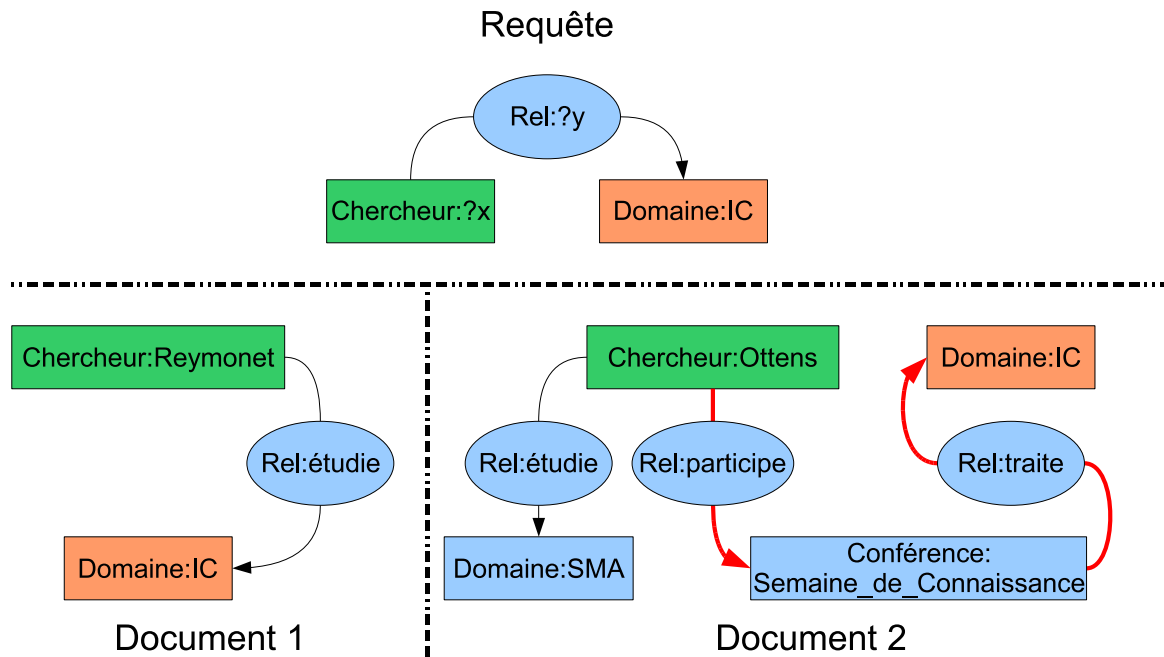 Requête
Rel:?y
Chercheur:?x
Domaine:IC
Chercheur:Reymonet
Rel:étudie
Domaine:IC
Document 1
Chercheur:Ottens
Domaine:IC
Rel:étudie
Rel:participe
Rel:traite
Domaine:SMA
Conférence:
Semaine_de_Connaissance
Document 2